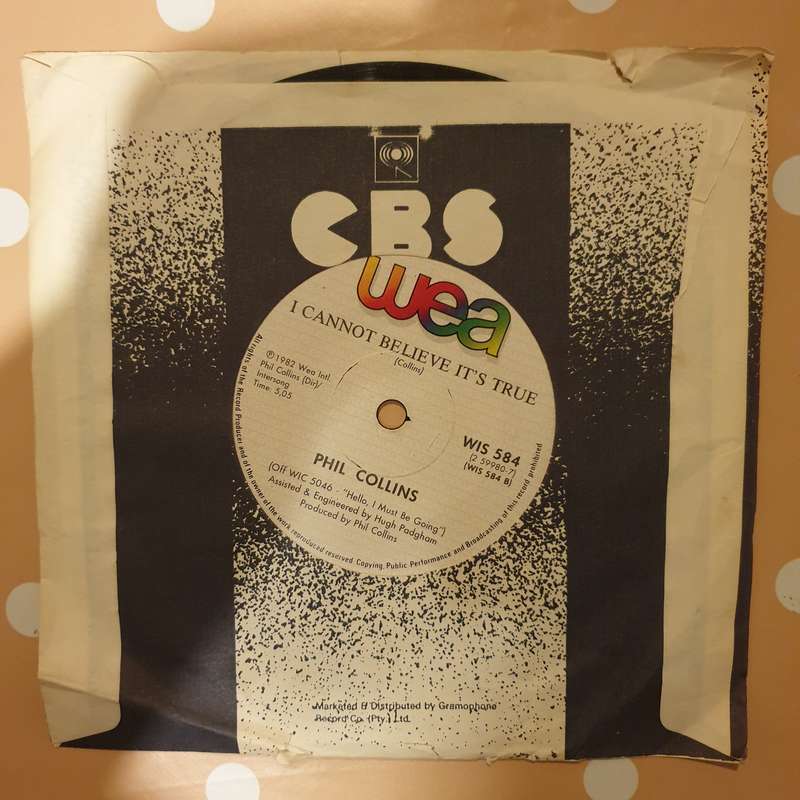 CBS
wea
I CANNOT BELIEVE IT'S TRUE
(Collins)
℗1982 Wea Intl.
Phil Collins (Dir)/
Intersong
Time: 5,05
WIS 584
(2 59980-7)
(WIS 584 B)
PHIL COLLINS
(Off WIC 5046 - "Hello, I Must Be Going")
Assisted & Engineered by Hugh Padgham
Produced by Phil Collins
All rights of the Record Producer and of the owner of the work reproduced reserved. Copying, Public Performance and Broadcasting of this record prohibited
Marketed & Distributed by Gramophone
Record Co. (Pty.) Ltd.